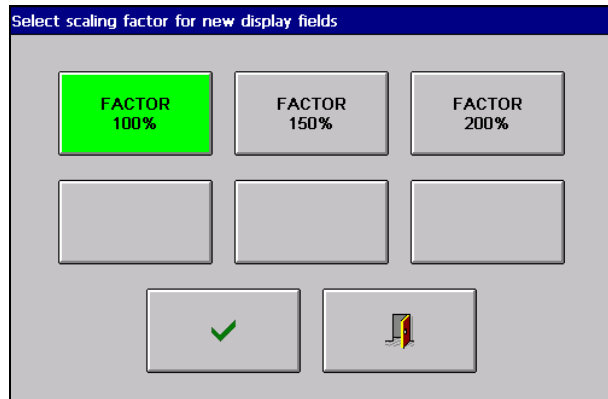 Select scaling factor for new display fields
FACTOR
100%
FACTOR
150%
FACTOR
200%